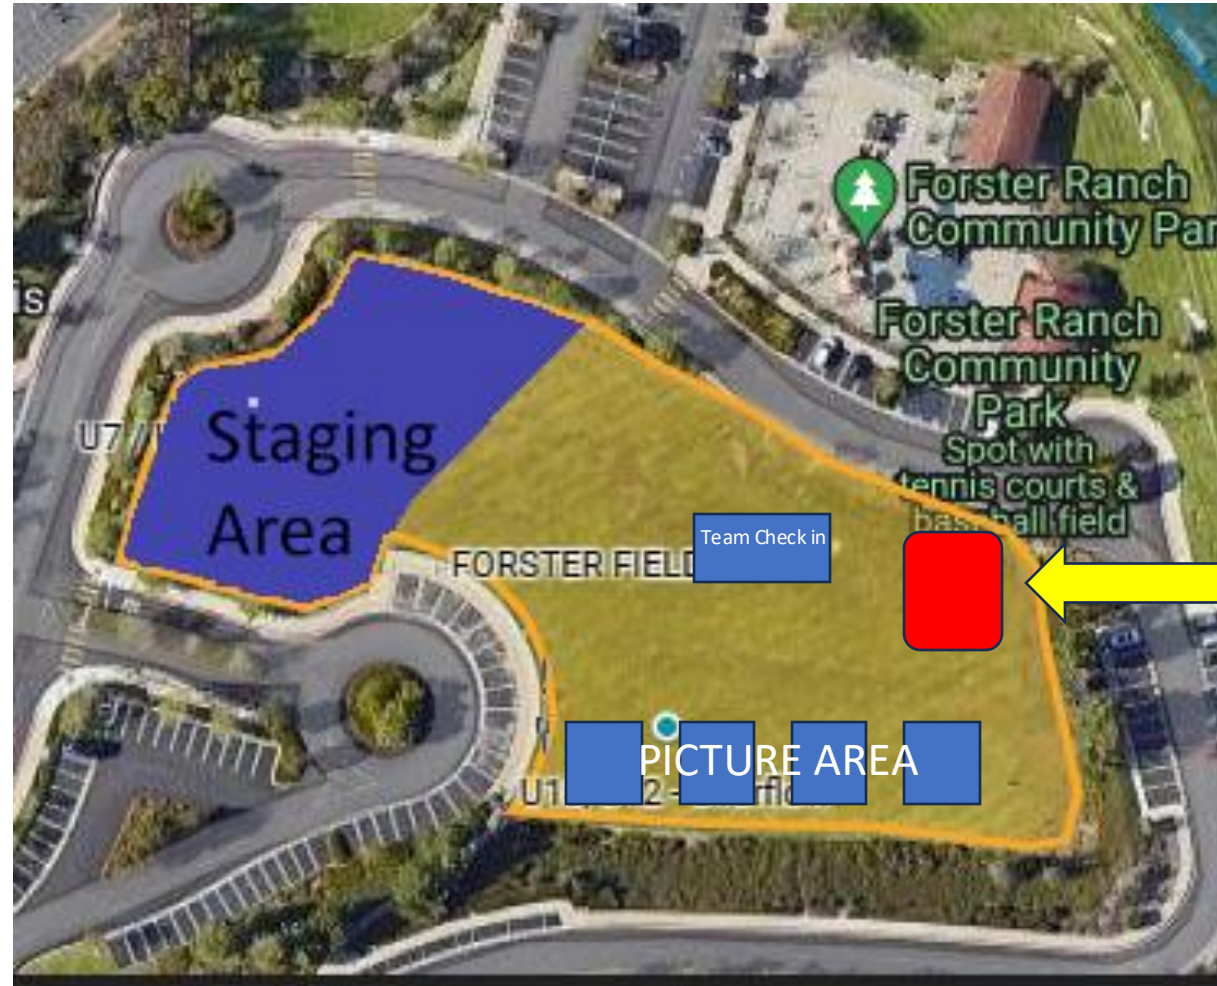 Forster Ranch
Community Par
is
Forster Ranch
Community
Park
Spot with
tennis courts &
baseball field
U7 /
Staging
Area
Team Check in
FORSTER FIELD
PICTURE AREA
U1